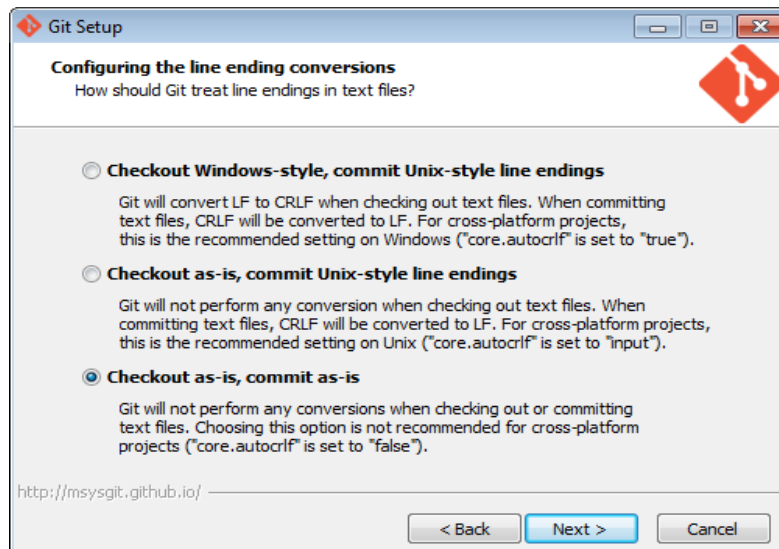 Git Setup
Configuring the line ending conversions
How should Git treat line endings in text files?
Checkout Windows-style, commit Unix-style line endings
Git will convert LF to CRLF when checking out text files. When committing
text files, CRLF will be converted to LF. For cross-platform projects,
this is the recommended setting on Windows ("core.autocrlf" is set to "true").
Checkout as-is, commit Unix-style line endings
Git will not perform any conversion when checking out text files. When
committing text files, CRLF will be converted to LF. For cross-platform projects,
this is the recommended setting on Unix ("core.autocrlf" is set to "input").
Checkout as-is, commit as-is
Git will not perform any conversions when checking out or committing
text files. Choosing this option is not recommended for cross-platform
projects ("core.autocrlf" is set to "false").
http://msysgit.github.io/
< Back
Next >
Cancel